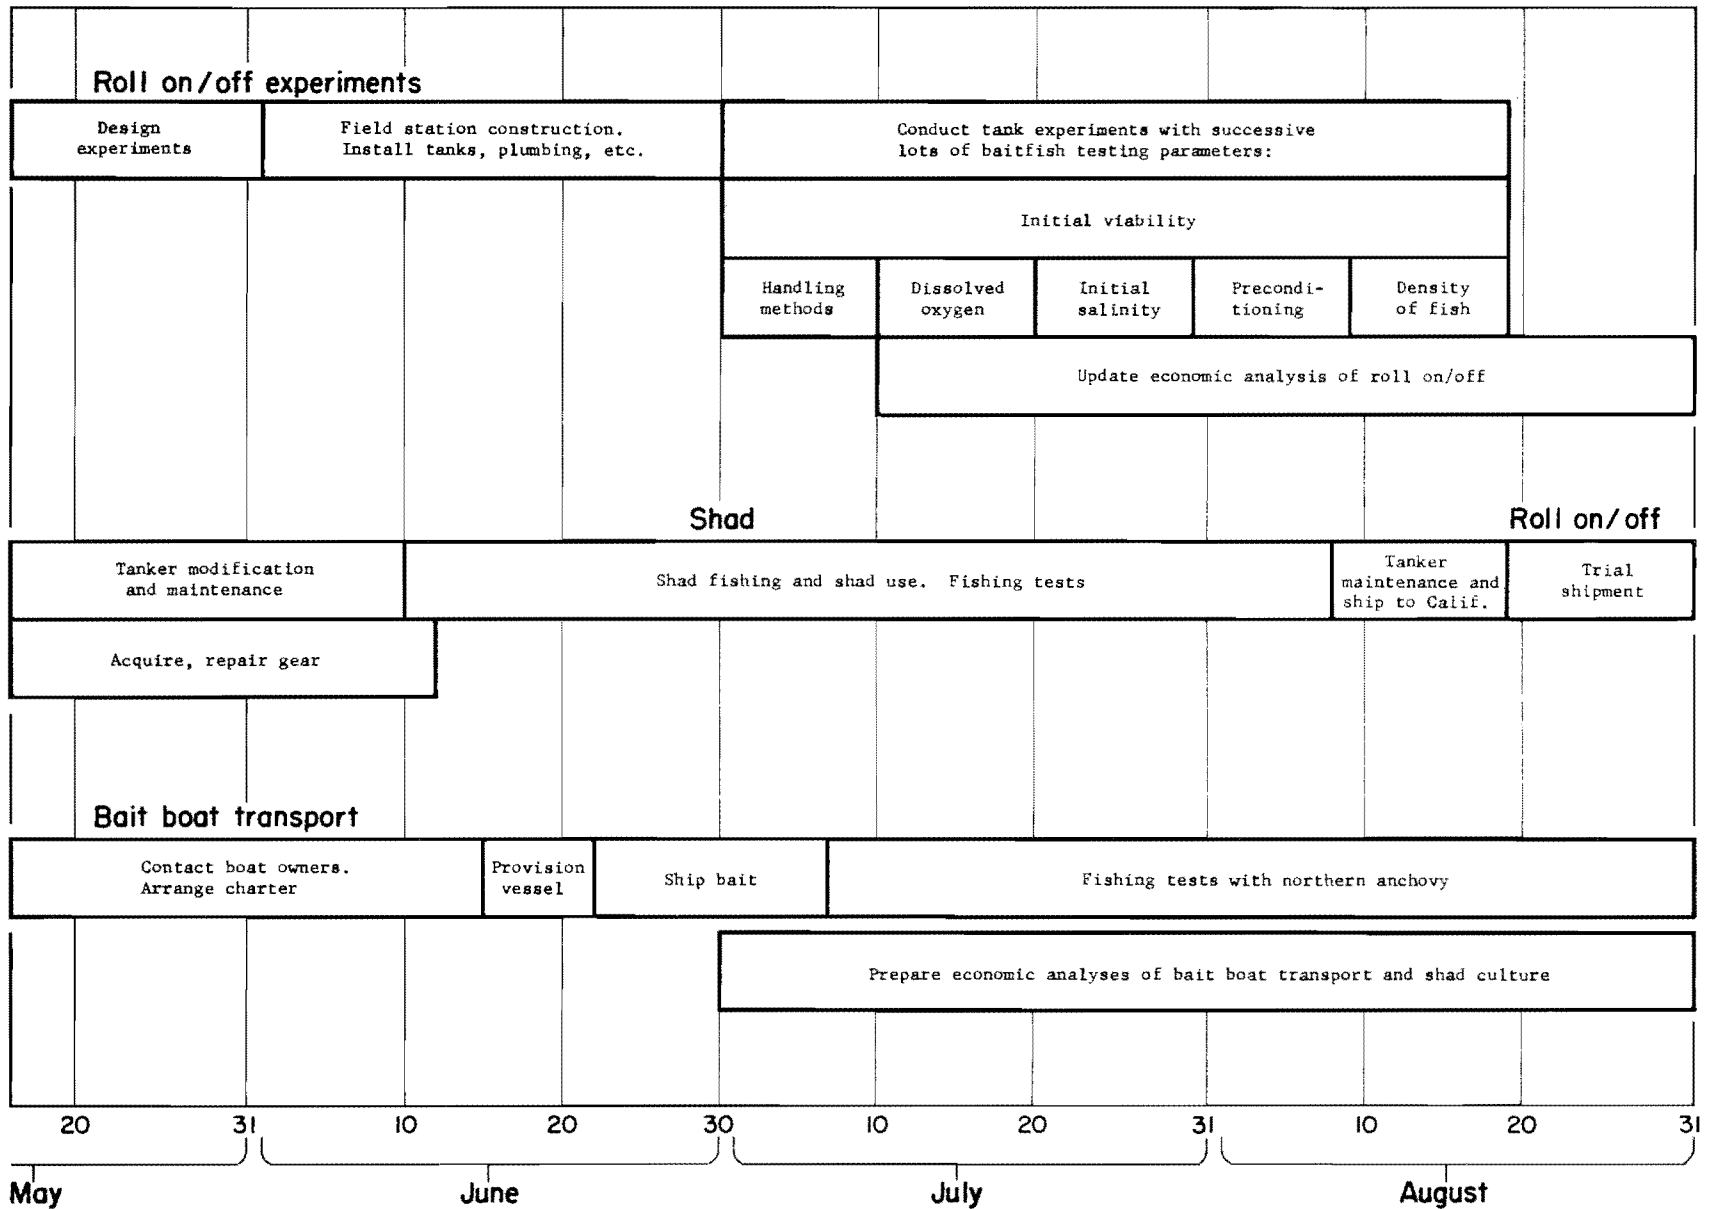 Roll on/off experiments
Design
experiments
Field station construction.
Install tanks, plumbing, etc.
Conduct tank experiments with successive
lots of baitfish testing parameters:
Initial viability
Handling
methods
Dissolved
oxygen
Initial
salinity
Precondi-
tioning
Density
of fish
Update economic analysis of roll on/off
Shad
Roll on/off
Tanker modification
and maintenance
Shad fishing and shad use. Fishing tests
Tanker
maintenance and
ship to Calif.
Trial
shipment
Acquire, repair gear
Bait boat transport
Contact boat owners.
Arrange charter
Provision
vessel
Ship bait
Fishing tests with northern anchovy
Prepare economic analyses of bait boat transport and shad culture
20 31 10 20 30 10 20 31 10 20 31
May June July August